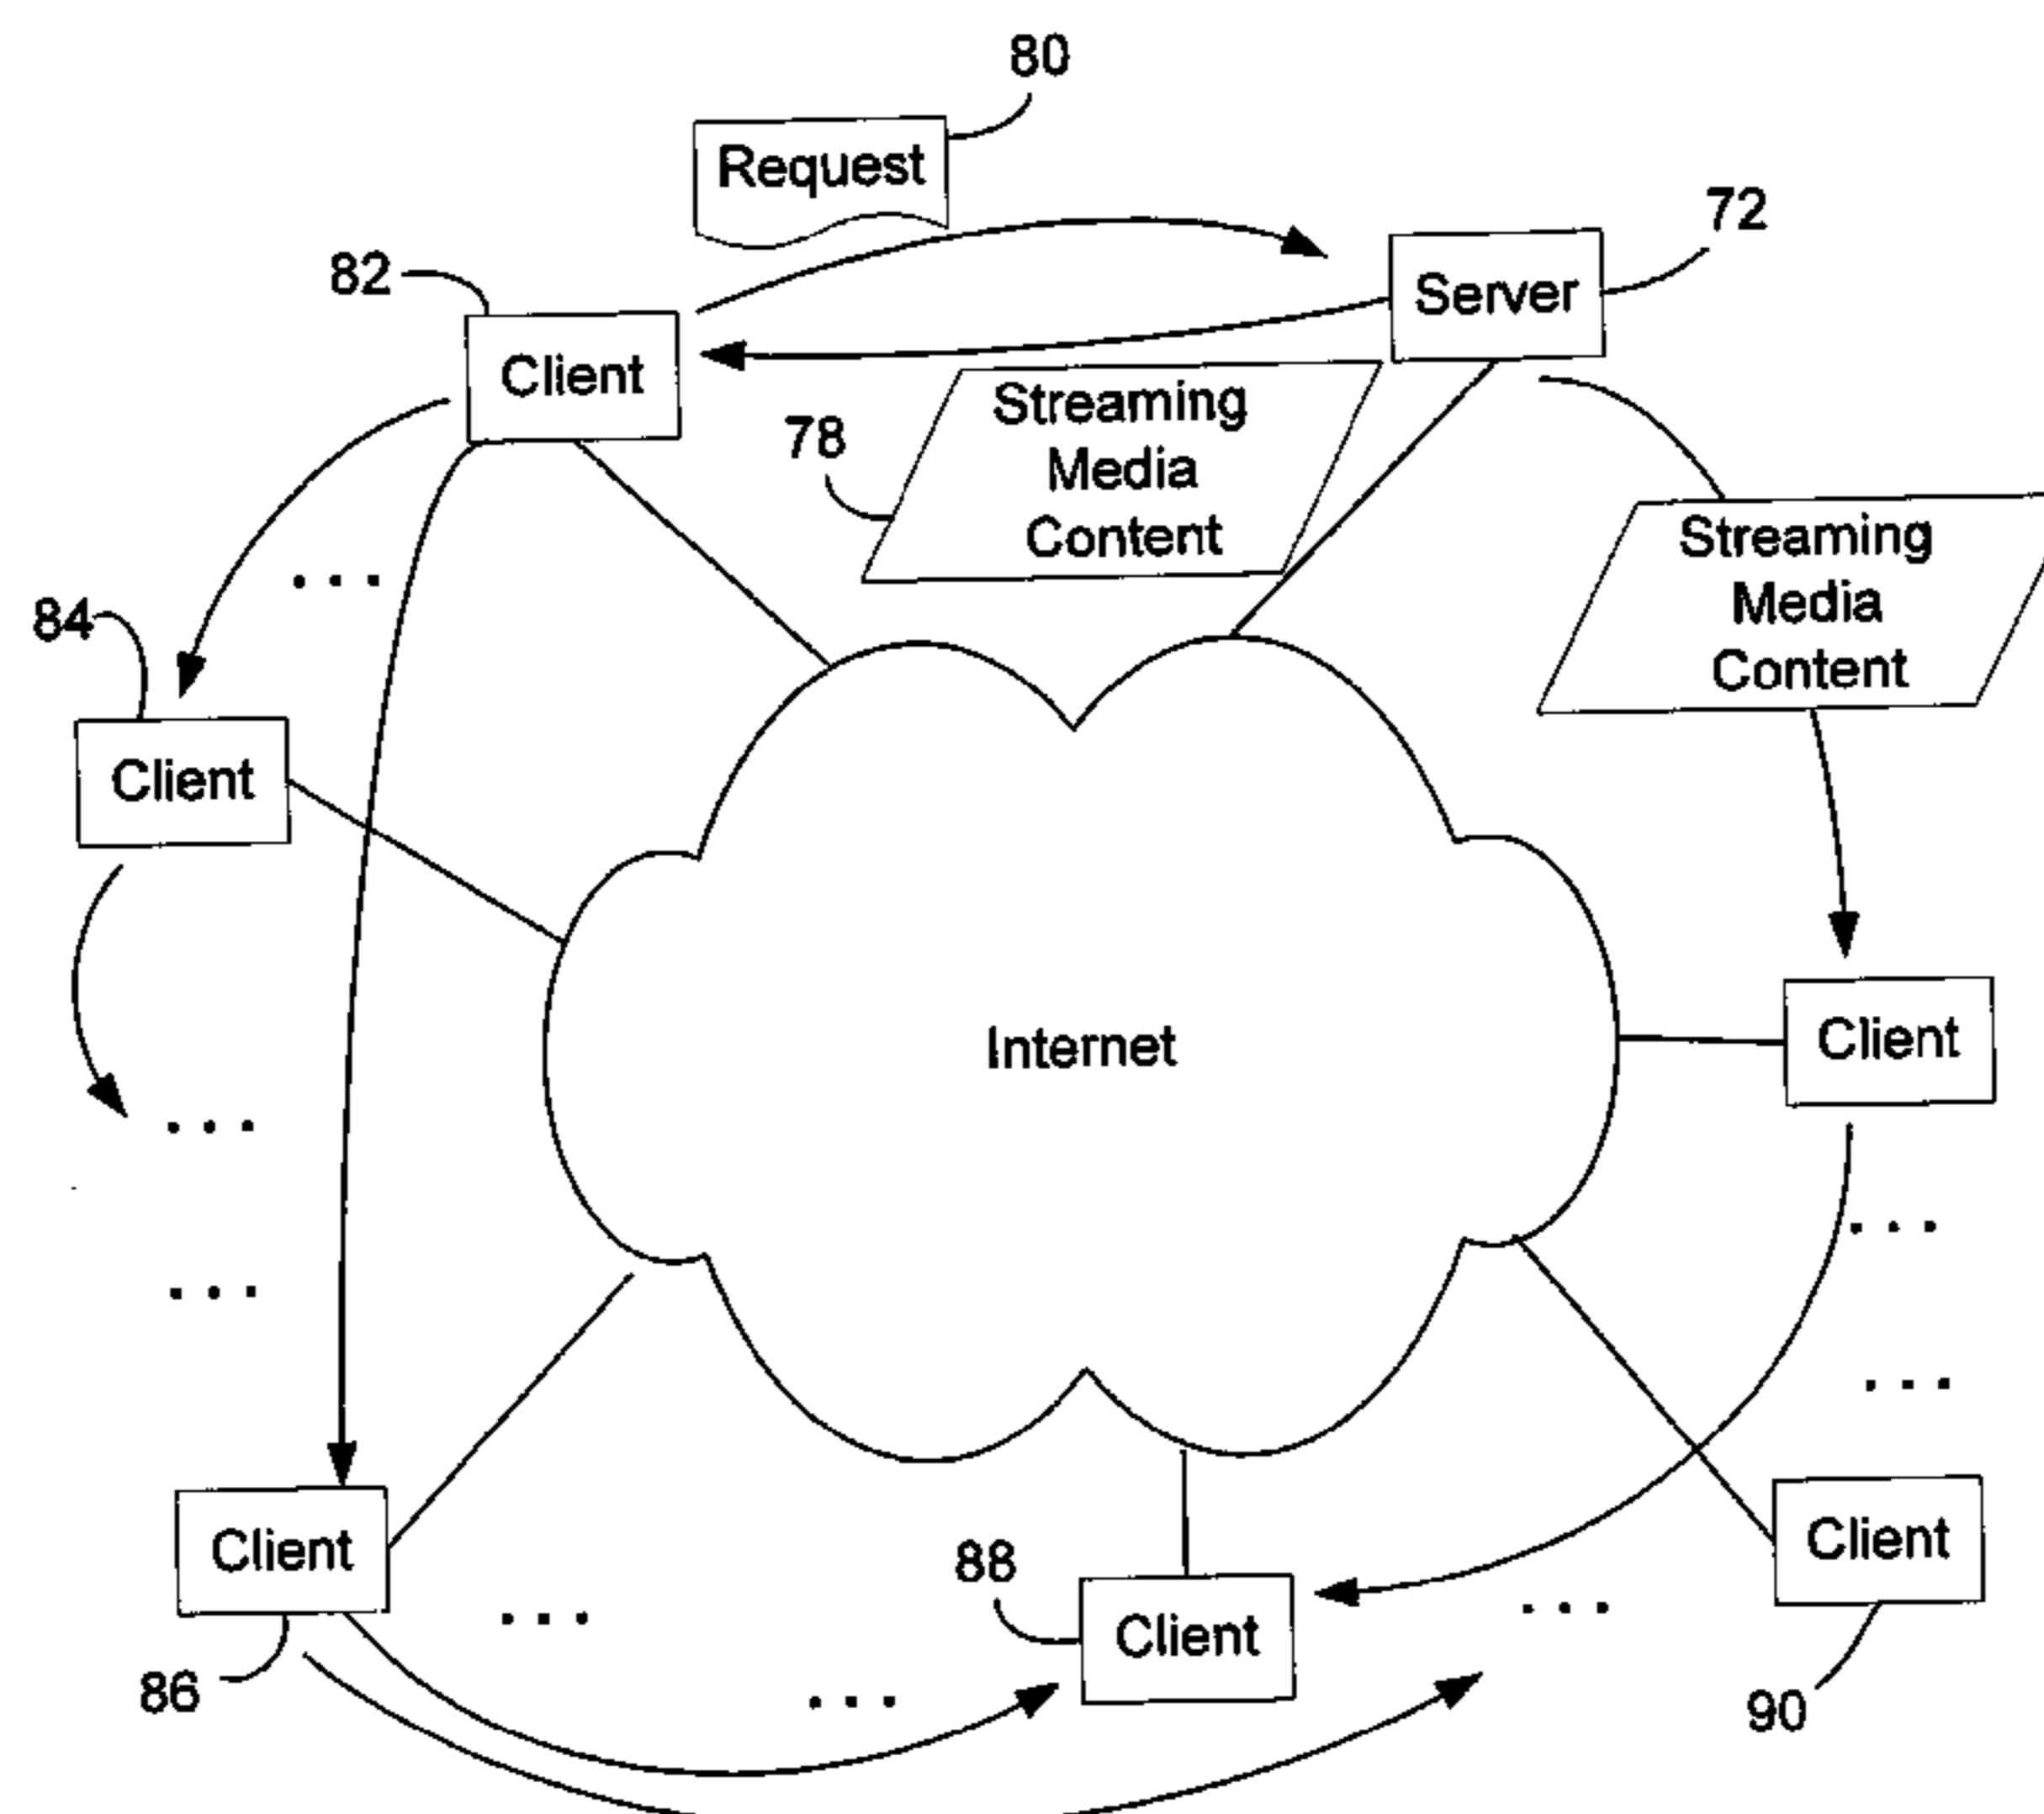 80
Request
72
82
Server
Client
Streaming
Media
Content
78
Streaming
Media
Content
84
Client
Internet
Client
Client
88
Client
Client
86
90